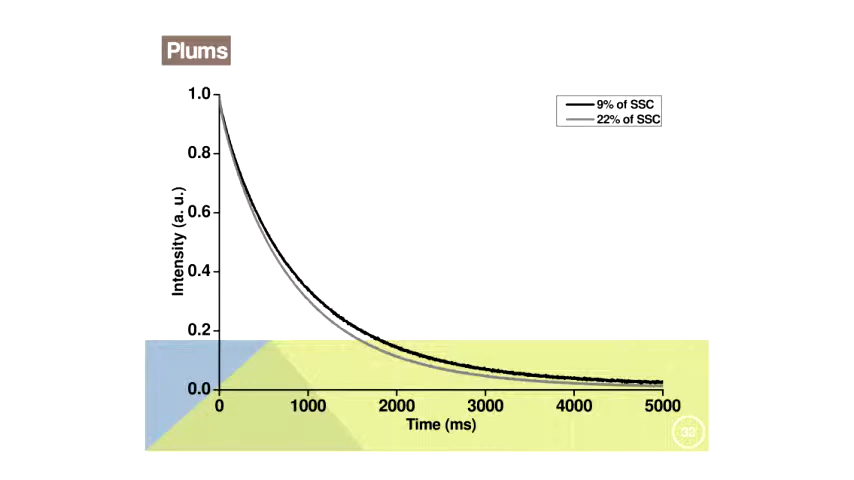 Plums
1.0
9% of SSC
22% of SSC
0.8
0.6
0.4
0.2
0.0
Intensity (a. u.)
0 1000 2000 3000 4000 5000
Time (ms)